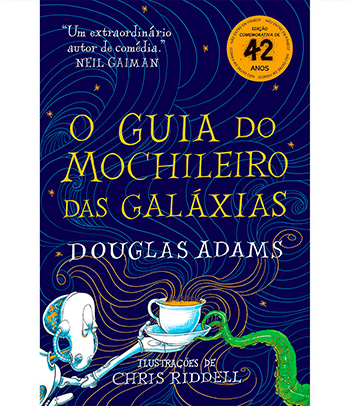 “Um extraordinário
autor de comédia.”
NEIL GAIMAN
EDIÇÃO
COMEMORATIVA DE
42
ANOS
O GUIA DO
MOCHILEIRO
DAS GALÁXIAS
DOUGLAS ADAMS
ILUSTRAÇÕES DE
CHRIS RIDDELL